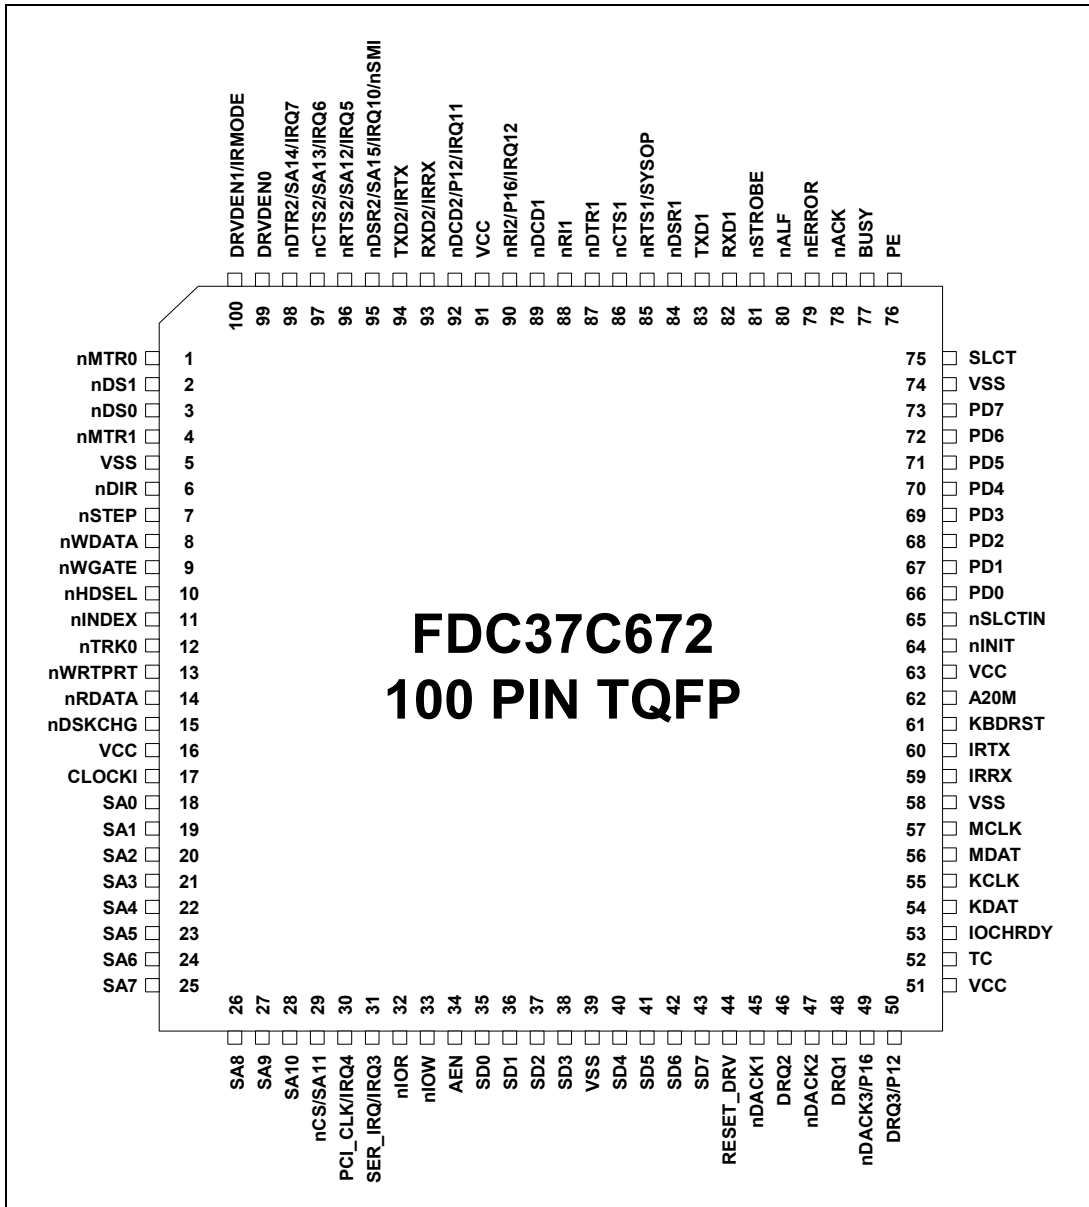 DRVDEN1/IRMODE
DRVDEN0
nDTR2/SA14/IRQ7
nCTS2/SA13/IRQ6
nRTS2/SA12/IRQ5
nDSR2/SA15/IRQ10/nSMI
TXD2/IRTX
RXD2/IRRX
nDCD2/P12/IRQ11
VCC
nRI2/P16/IRQ12
nDCD1
nRI1
nDTR1
nCTS1
nRTS1/SYSOP
nDSR1
TXD1
RXD1
nSTROBE
nALF
nERROR
nACK
BUSY
PE
100
99
98
97
96
95
94
93
92
91
90
89
88
87
86
85
84
83
82
81
80
79
78
77
76
nMTR0 1
nDS1 2
nDS0 3
nMTR1 4
VSS 5
nDIR 6
nSTEP 7
nWDATA 8
nWGATE 9
nHDSEL 10
nINDEX 11
nTRK0 12
nWRTPRT 13
nRDATA 14
nDSKCHG 15
VCC 16
CLOCKI 17
SA0 18
SA1 19
SA2 20
SA3 21
SA4 22
SA5 23
SA6 24
SA7 25
FDC37C672
100 PIN TQFP
75 SLCT
74 VSS
73 PD7
72 PD6
71 PD5
70 PD4
69 PD3
68 PD2
67 PD1
66 PD0
65 nSLCTIN
64 nINIT
63 VCC
62 A20M
61 KBDRST
60 IRTX
59 IRRX
58 VSS
57 MCLK
56 MDAT
55 KCLK
54 KDAT
53 IOCHRDY
52 TC
51 VCC
26
27
28
29
30
31
32
33
34
35
36
37
38
39
40
41
42
43
44
45
46
47
48
49
50
SA8
SA9
SA10
nCS/SA11
PCI_CLK/IRQ4
SER_IRQ/IRQ3
nIOR
nIOW
AEN
SD0
SD1
SD2
SD3
VSS
SD4
SD5
SD6
SD7
RESET_DRV
nDACK1
DRQ2
nDACK2
DRQ1
nDACK3/P16
DRQ3/P12